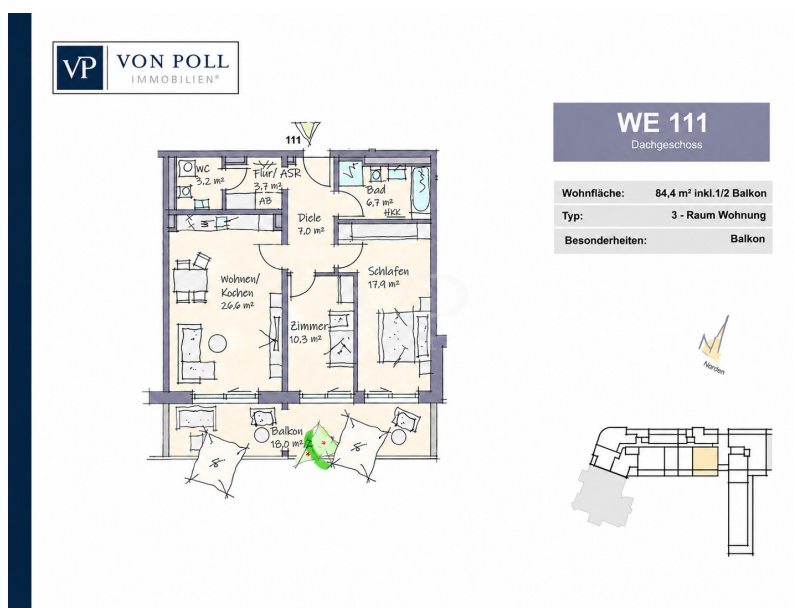 VP VON POLL
IMMOBILIEN®
111
WC
3,2 m²
Flur/ ASR
3,7 m²
AB
Bad
6,7 m²
HKK
Diele
7,0 m²
Wohnen/
Kochen
26,6 m²
Schlafen
17,9 m²
Zimmer
10,3 m²
Balkon
18,0 m²/2
WE 111
Dachgeschoss
Wohnfläche: 84,4 m² inkl.1/2 Balkon
Typ: 3 - Raum Wohnung
Besonderheiten: Balkon
Norden